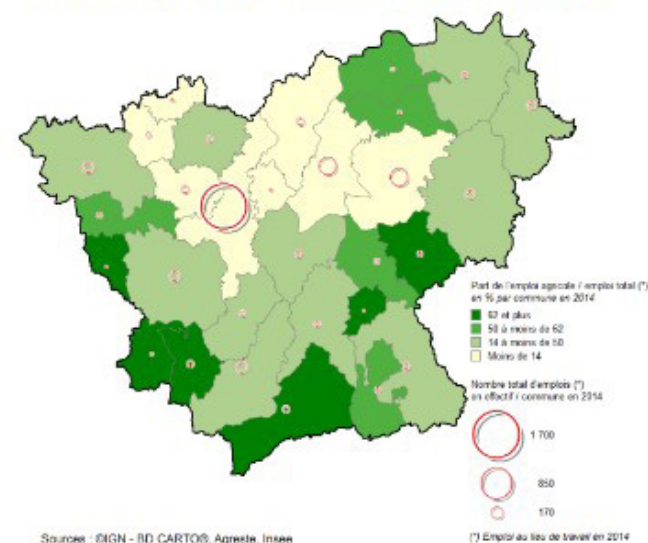 Part de l'emploi agricole / emploi total (*)
en % par commune en 2014
62 et plus
50 à moins de 62
14 à moins de 50
Moins de 14
Nombre total d'emplois (*)
en effectif / commune en 2014
1 700
850
170
Sources : ©IGN - BD CARTO®, Agreste, Insee
(*) Emploi au lieu de travail en 2014